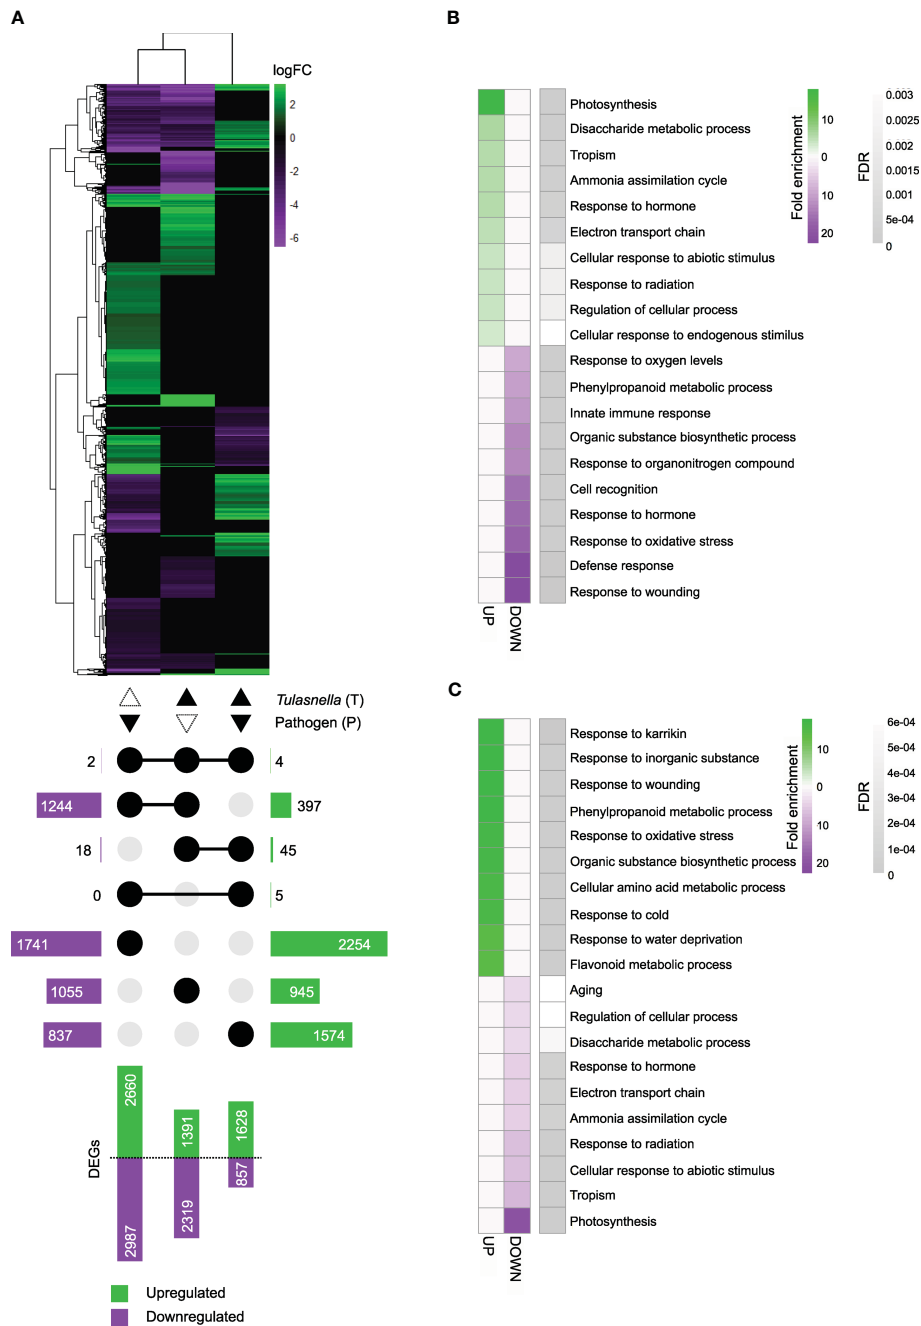 A
logFC
2
0
-2
-4
-6
Tulasnella (T)
Pathogen (P)
2
4
1244
397
18
45
0
5
1741
2254
1055
945
837
1574
DEGs
2660
1391
1628
2987
2319
857
Upregulated
Downregulated
B
Photosynthesis
Disaccharide metabolic process
Tropism
Ammonia assimilation cycle
Response to hormone
Electron transport chain
Cellular response to abiotic stimulus
Response to radiation
Regulation of cellular process
Cellular response to endogenous stimilus
Response to oxygen levels
Phenylpropanoid metabolic process
Innate immune response
Organic substance biosynthetic process
Response to organonitrogen compound
Cell recognition
Response to hormone
Response to oxidative stress
Defense response
Response to wounding
UP
DOWN
Fold enrichment
10
0
10
20
FDR
0.003
0.0025
0.002
0.0015
0.001
5e-04
0
C
Response to karrikin
Response to inorganic substance
Response to wounding
Phenylpropanoid metabolic process
Response to oxidative stress
Organic substance biosynthetic process
Cellular amino acid metabolic process
Response to cold
Response to water deprivation
Flavonoid metabolic process
Aging
Regulation of cellular process
Disaccharide metabolic process
Response to hormone
Electron transport chain
Ammonia assimilation cycle
Response to radiation
Cellular response to abiotic stimulus
Tropism
Photosynthesis
UP
DOWN
Fold enrichment
10
0
10
20
FDR
6e-04
5e-04
4e-04
3e-04
2e-04
1e-04
0